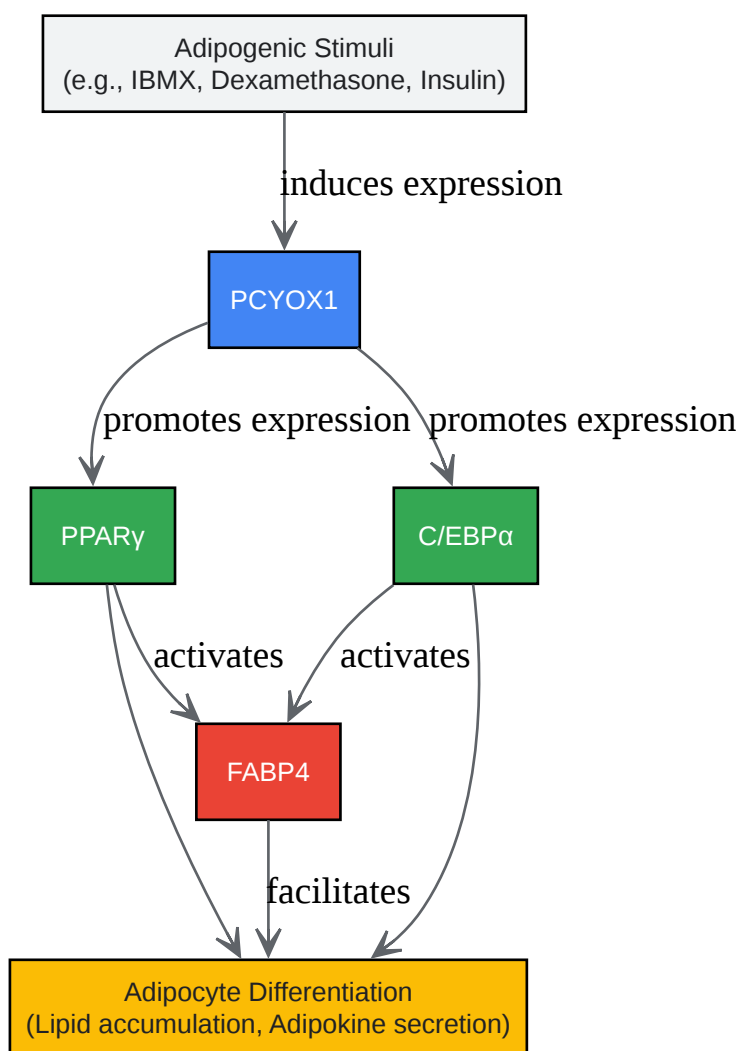 Adipogenic Stimuli
(e.g., IBMX, Dexamethasone, Insulin)
induces expression
PCYOX1
promotes expression
promotes expression
PPARγ
C/EBPα
activates
activates
FABP4
facilitates
Adipocyte Differentiation
(Lipid accumulation, Adipokine secretion)